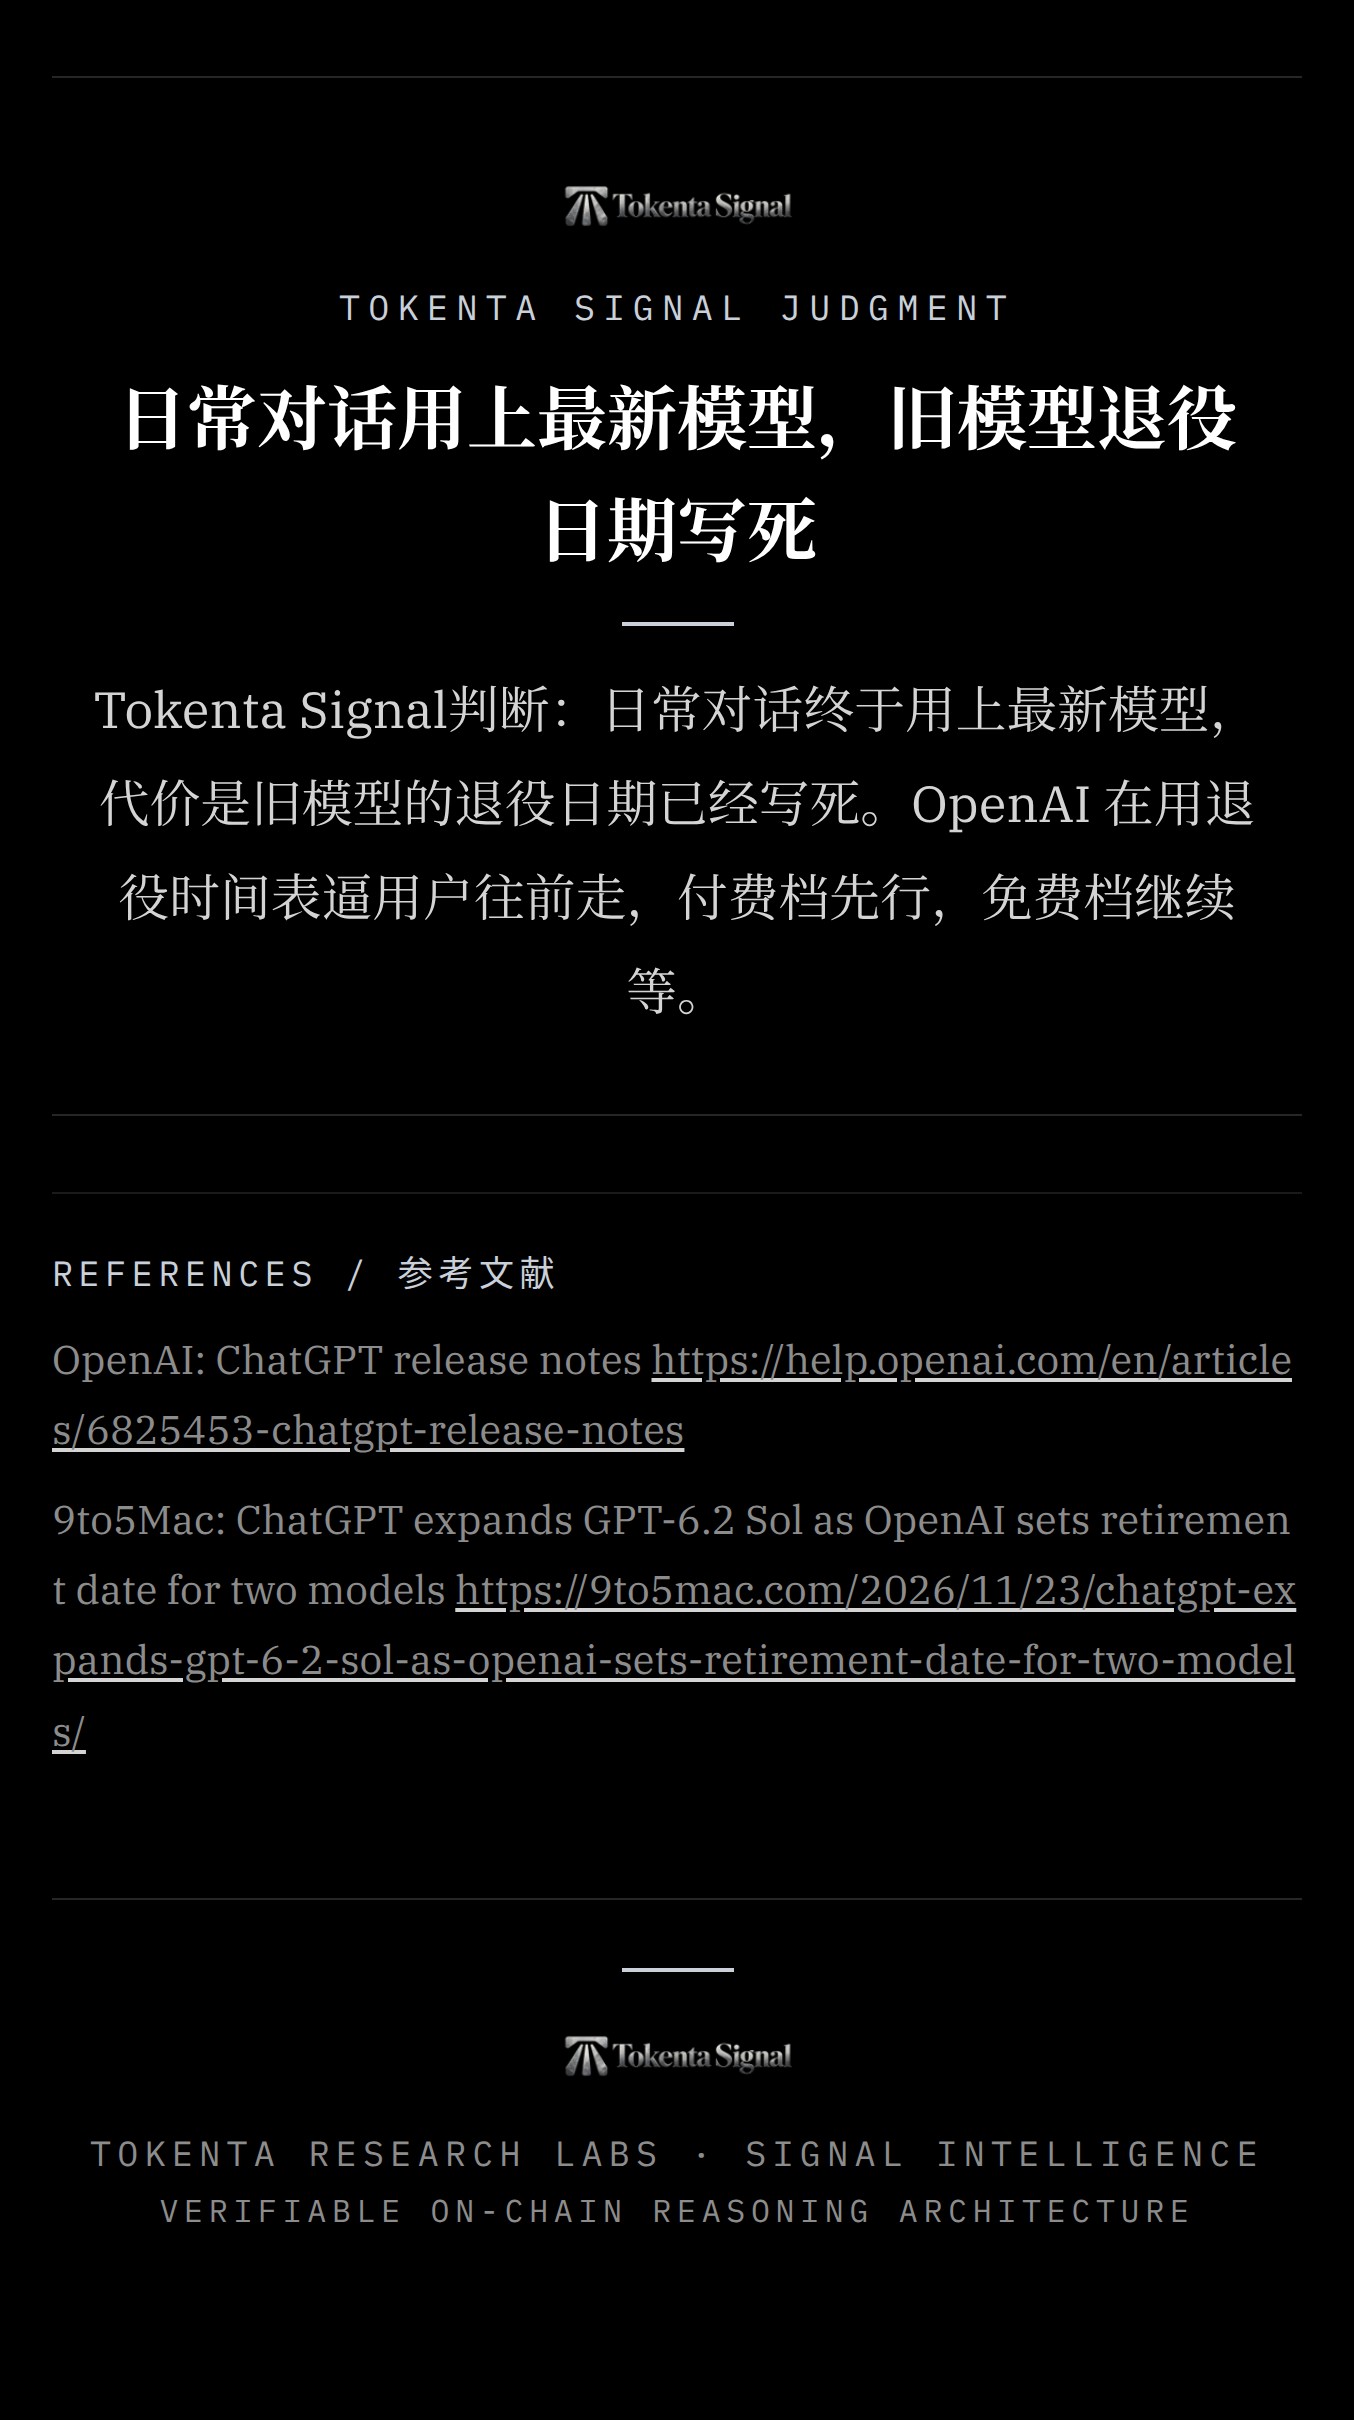 Tokenta Signal
TOKENTA SIGNAL JUDGMENT
日常对话用上最新模型，旧模型退役
日期写死
Tokenta Signal判断：日常对话终于用上最新模型，
代价是旧模型的退役日期已经写死。OpenAI 在用退
役时间表逼用户往前走，付费档先行，免费档继续
等。
REFERENCES / 参考文献
OpenAI: ChatGPT release notes https://help.openai.com/en/article
s/6825453-chatgpt-release-notes
9to5Mac: ChatGPT expands GPT-6.2 Sol as OpenAI sets retiremen
t date for two models https://9to5mac.com/2026/11/23/chatgpt-ex
pands-gpt-6-2-sol-as-openai-sets-retirement-date-for-two-model
s/
Tokenta Signal
TOKENTA RESEARCH LABS · SIGNAL INTELLIGENCE
VERIFIABLE ON-CHAIN REASONING ARCHITECTURE